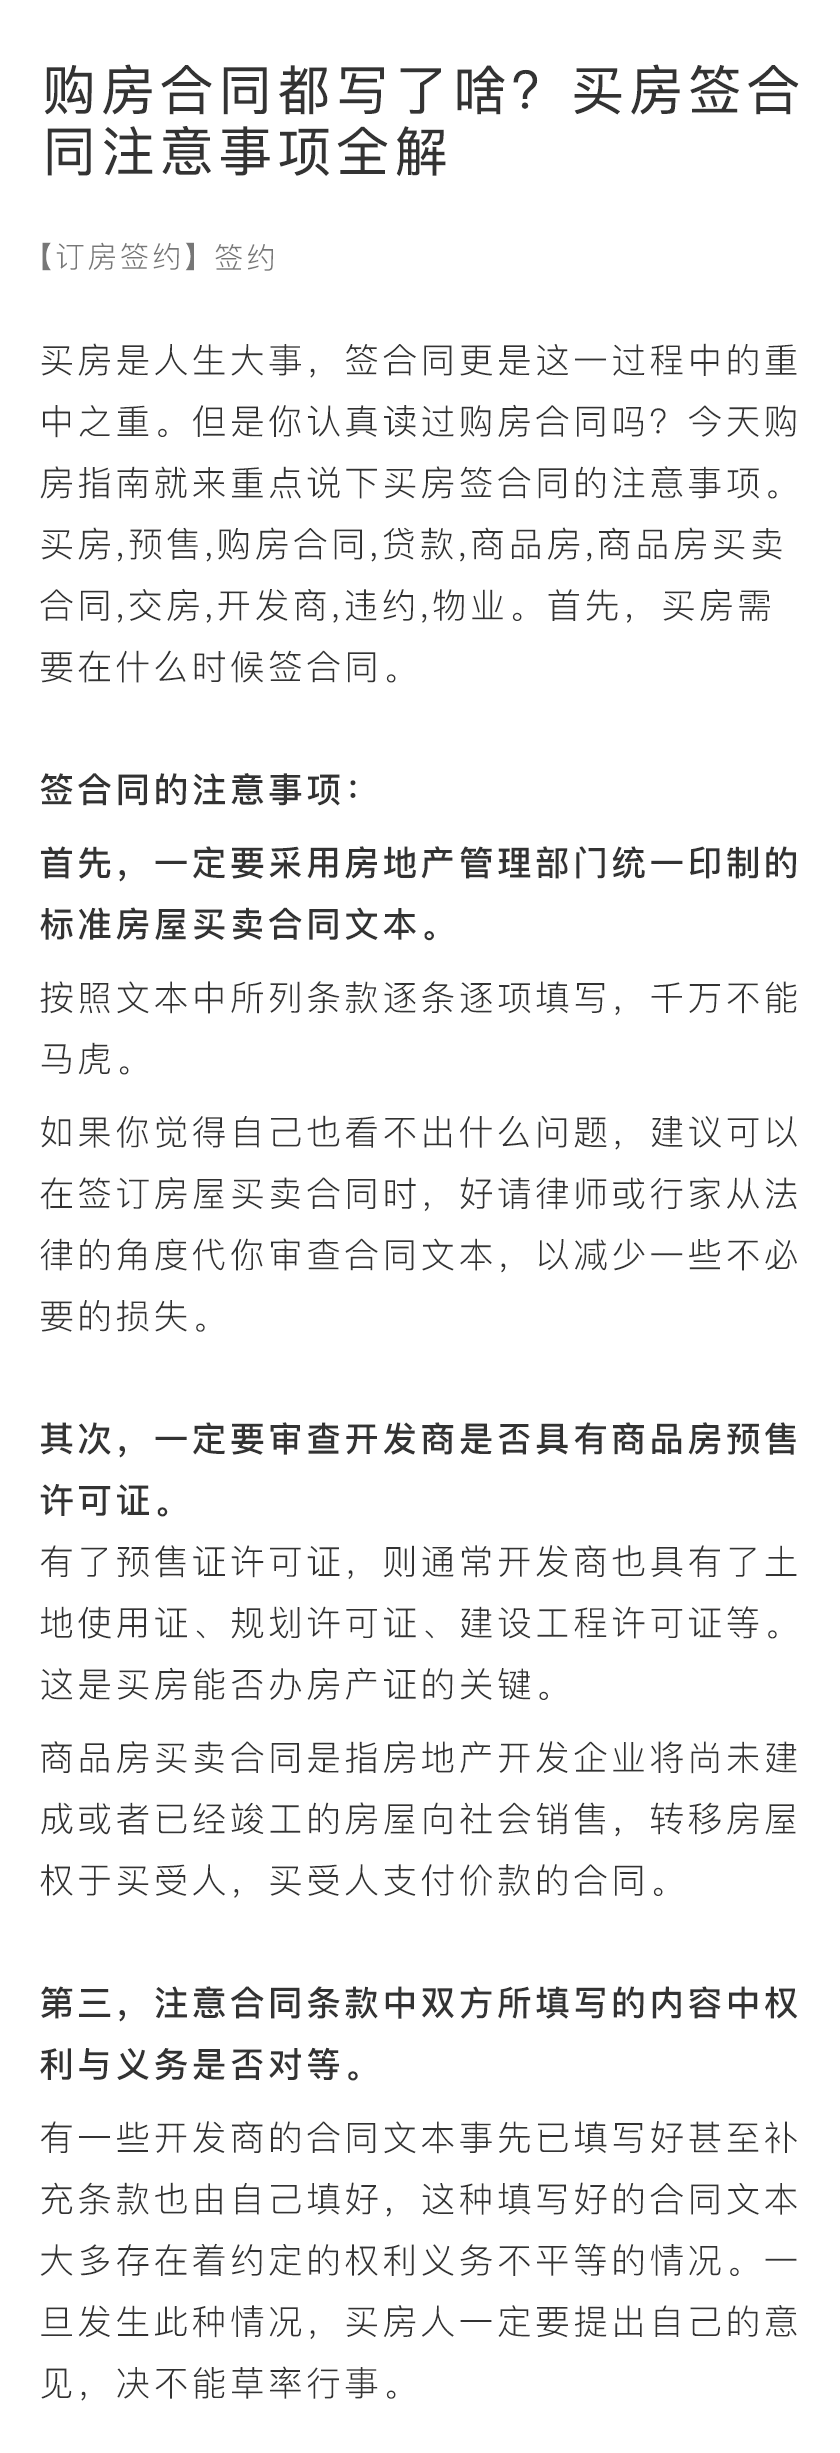 购房合同都写了啥？买房签合
同注意事项全解
【订房签约】签约
买房是人生大事，签合同更是这一过程中的重
中之重。但是你认真读过购房合同吗？今天购
房指南就来重点说下买房签合同的注意事项。
买房,预售,购房合同,贷款,商品房,商品房买卖
合同,交房,开发商,违约,物业。首先，买房需
要在什么时候签合同。
签合同的注意事项：
首先，一定要采用房地产管理部门统一印制的
标准房屋买卖合同文本。
按照文本中所列条款逐条逐项填写，千万不能
马虎。
如果你觉得自己也看不出什么问题，建议可以
在签订房屋买卖合同时，好请律师或行家从法
律的角度代你审查合同文本，以减少一些不必
要的损失。
其次，一定要审查开发商是否具有商品房预售
许可证。
有了预售证许可证，则通常开发商也具有了土
地使用证、规划许可证、建设工程许可证等。
这是买房能否办房产证的关键。
商品房买卖合同是指房地产开发企业将尚未建
成或者已经竣工的房屋向社会销售，转移房屋
权于买受人，买受人支付价款的合同。
第三，注意合同条款中双方所填写的内容中权
利与义务是否对等。
有一些开发商的合同文本事先已填写好甚至补
充条款也由自己填好，这种填写好的合同文本
大多存在着约定的权利义务不平等的情况。一
旦发生此种情况，买房人一定要提出自己的意
见，决不能草率行事。